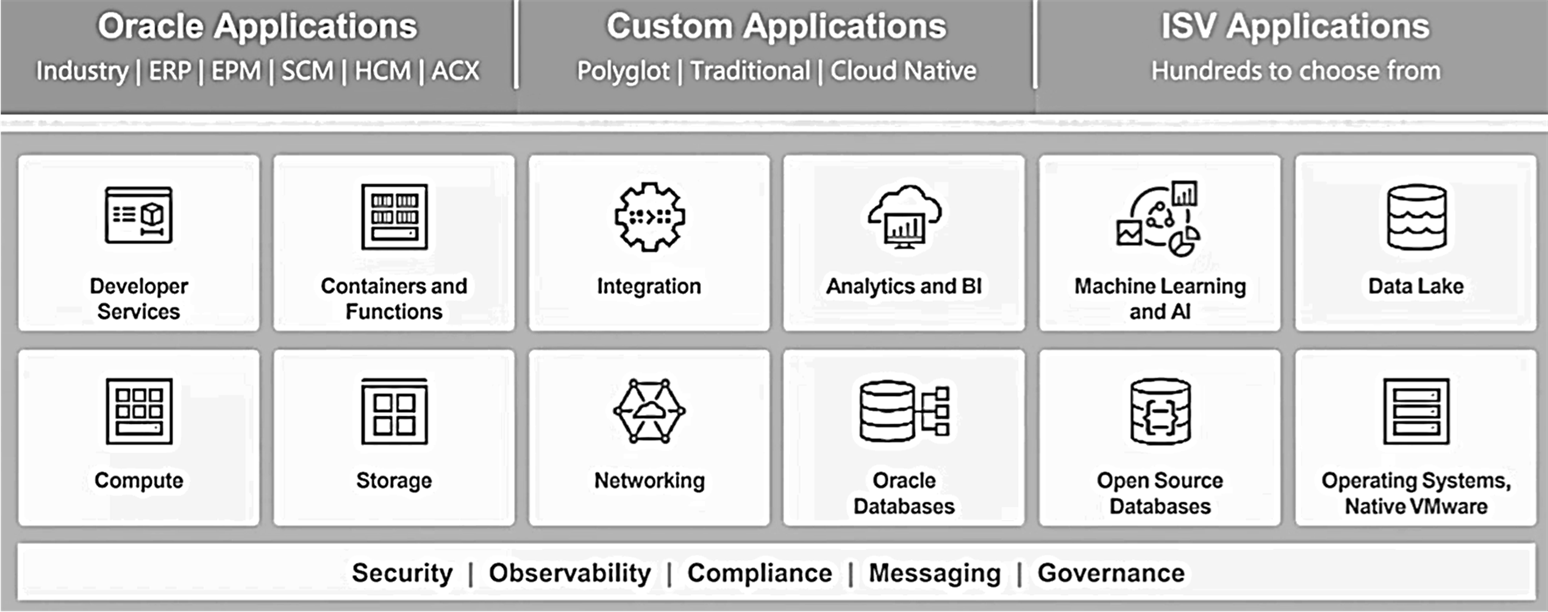 Oracle Applications
Industry | ERP | EPM | SCM | HCM | ACX
Custom Applications
Polyglot | Traditional | Cloud Native
ISV Applications
Hundreds to choose from
Developer
Services
Containers and
Functions
Integration
Analytics and BI
Machine Learning
and AI
Data Lake
Compute
Storage
Networking
Oracle
Databases
Open Source
Databases
Operating Systems,
Native VMware
Security | Observability | Compliance | Messaging | Governance